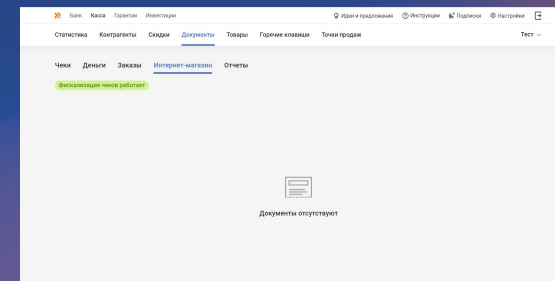 Банк Касса Гарантии Инвестиции Идеи и предложения Инструкции Подписки Настройки
Статистика Контрагенты Скидки Документы Товары Горячие клавиши Точки продаж Тест
Чеки Деньги Заказы Интернет-магазин Отчеты
Фискализация чеков работает
Документы отсутствуют